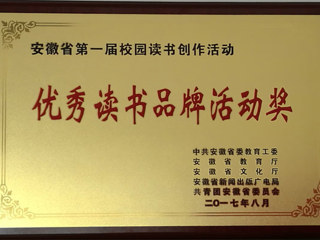 安徽省第一届校园读书创作活动
优秀读书品牌活动奖
中共安徽省委教育工委
安徽省教育厅
安徽省文化厅
安徽省新闻出版广电局
共青团安徽省委员会
二〇一七年八月